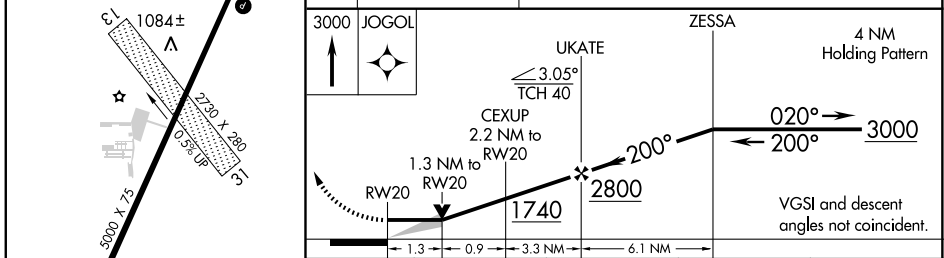 1084±
13
P
2730 X 280
0.5% UP
31
5000 X 75
3000
JOGOL
ZESSA
4 NM
Holding Pattern
UKATE
3.05°
TCH 40
CEXUP
2.2 NM to
RW20
1.3 NM to
RW20
RW20
200°
020°
200°
3000
2800
1740
VGSI and descent
angles not coincident.
1.3
0.9
3.3 NM
6.1 NM